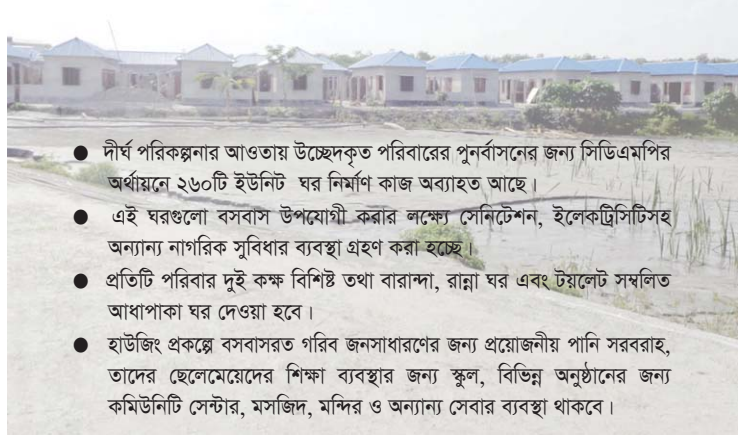 ● দীর্ঘ পরিকল্পনার আওতায় উচ্ছেদকৃত পরিবারের পুনর্বাসনের জন্য সিডিএমপির
অর্থায়নে ২৬০টি ইউনিট ঘর নির্মাণ কাজ অব্যাহত আছে।
● এই ঘরগুলো বসবাস উপযোগী করার লক্ষ্যে সেনিটেশন, ইলেকট্রিসিটিসহ
অন্যান্য নাগরিক সুবিধার ব্যবস্থা গ্রহণ করা হচ্ছে।
● প্রতিটি পরিবার দুই কক্ষ বিশিষ্ট তথা বারান্দা, রান্না ঘর এবং টয়লেট সম্বলিত
আধাপাকা ঘর দেওয়া হবে।
● হাউজিং প্রকল্পে বসবাসরত গরিব জনসাধারণের জন্য প্রয়োজনীয় পানি সরবরাহ,
তাদের ছেলেমেয়েদের শিক্ষা ব্যবস্থার জন্য স্কুল, বিভিন্ন অনুষ্ঠানের জন্য
কমিউনিটি সেন্টার, মসজিদ, মন্দির ও অন্যান্য সেবার ব্যবস্থা থাকবে।